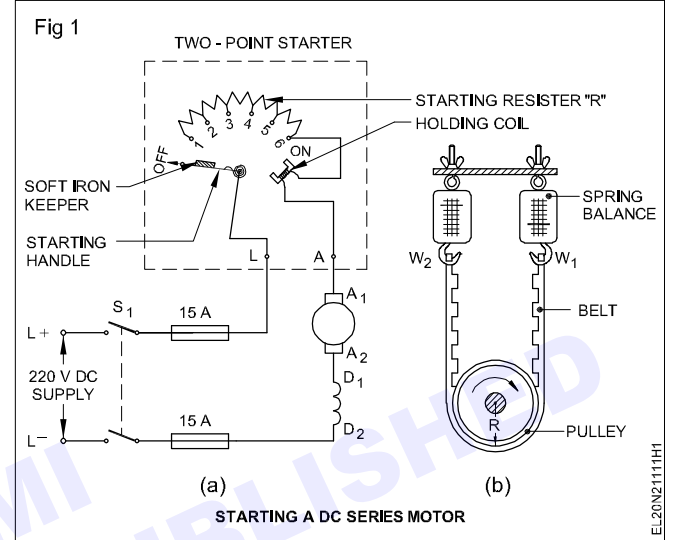 Fig 1
TWO - POINT STARTER
STARTING RESISTER "R"
HOLDING COIL
1
2
3
4
5
6
ON
OFF
SOFT IRON
KEEPER
STARTING
HANDLE
L
A
S1
15 A
L+
220 V DC
SUPPLY
L−
15 A
A1
A2
D1
D2
(a)
SPRING
BALANCE
W2
W1
BELT
R
PULLEY
(b)
STARTING A DC SERIES MOTOR
EL20N21111H1
MI
UBLISHED